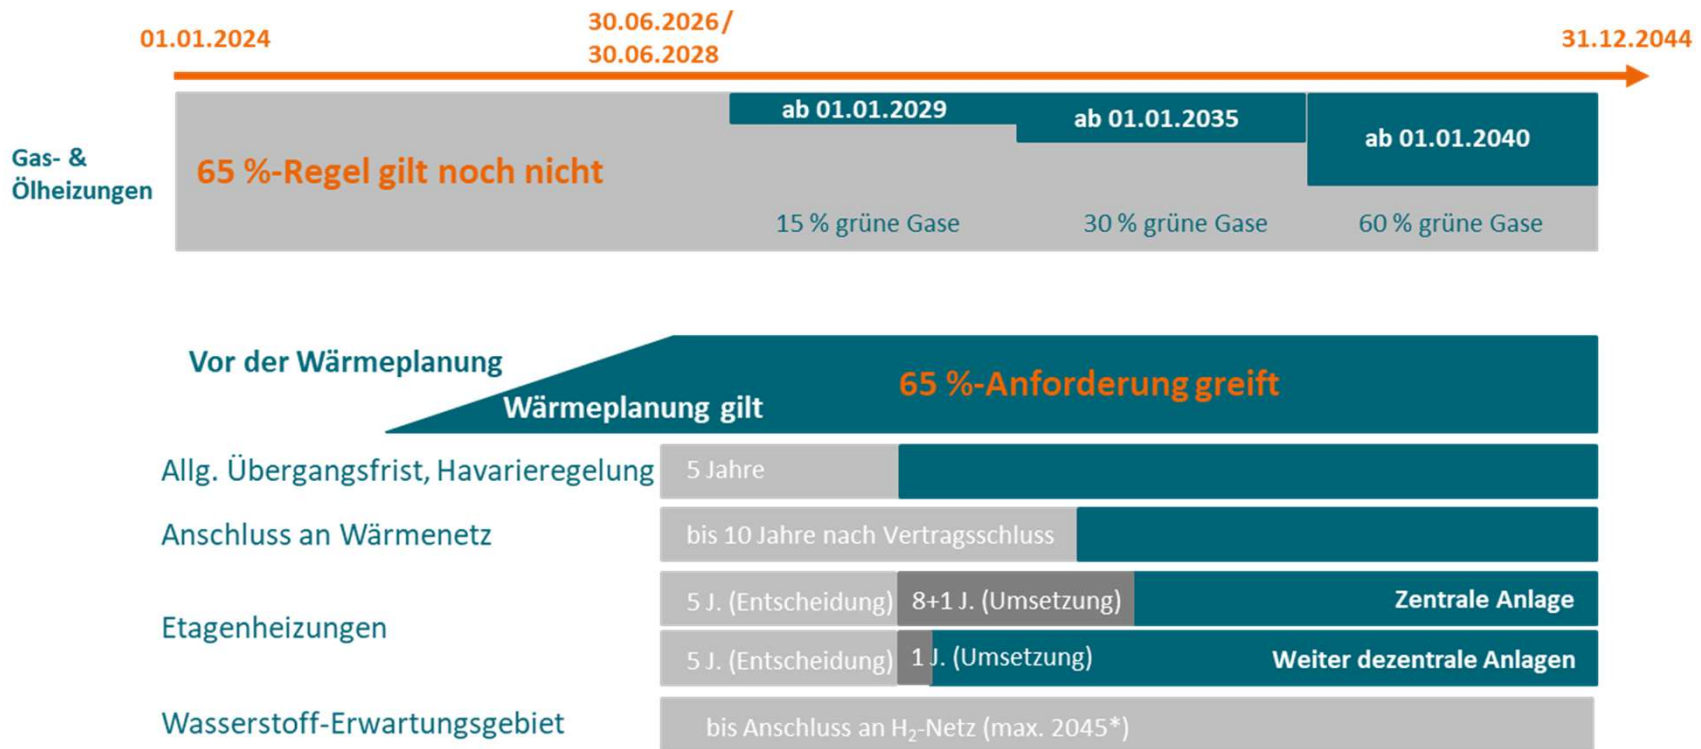 01.01.2024
30.06.2026/
30.06.2028
31.12.2044
Gas- &
Ölheizungen
65 %-Regel gilt noch nicht
ab 01.01.2029
ab 01.01.2035
ab 01.01.2040
15 % grüne Gase
30 % grüne Gase
60 % grüne Gase
Vor der Wärmeplanung
Wärmeplanung gilt
65 %-Anforderung greift
Allg. Übergangsfrist, Havarieregelung
5 Jahre
Anschluss an Wärmenetz
bis 10 Jahre nach Vertragsschluss
Etagenheizungen
5 J. (Entscheidung)
8+1 J. (Umsetzung)
Zentrale Anlage
5 J. (Entscheidung)
1 J. (Umsetzung)
Weiter dezentrale Anlagen
Wasserstoff-Erwartungsgebiet
bis Anschluss an H₂-Netz (max. 2045*)